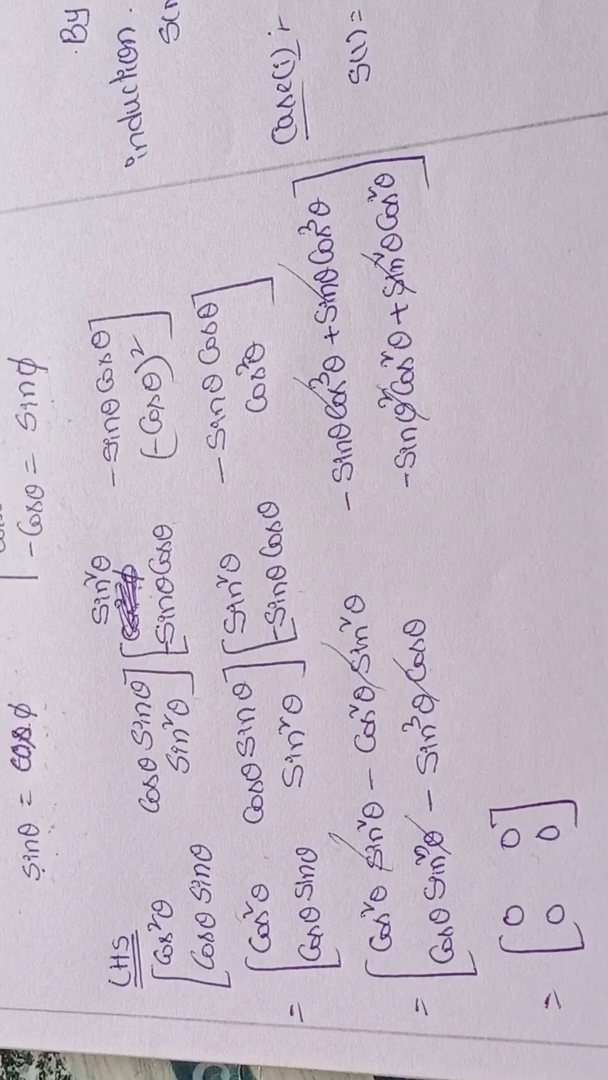 sinθ = cosφ
-cosθ = sinφ
LHS
[cos²θ cosθ sinθ] [sin²θ -sinθ cosθ]
[cosθ sinθ sin²θ] [-sinθ cosθ (-cosθ)²]
= [cos²θ cosθ sinθ] [sin²θ -sinθ cosθ]
[cosθ sinθ sin²θ] [-sinθ cosθ cos²θ]
= [cos²θ sin²θ - cos²θ sin²θ -sinθ cos³θ + sinθ cos³θ]
[cosθ sin³θ - sin³θ cosθ -sin²θ cos²θ + sin²θ cos²θ]
= [0 0]
[0 0]
By
induction.
Case(i) :-
S(1) =